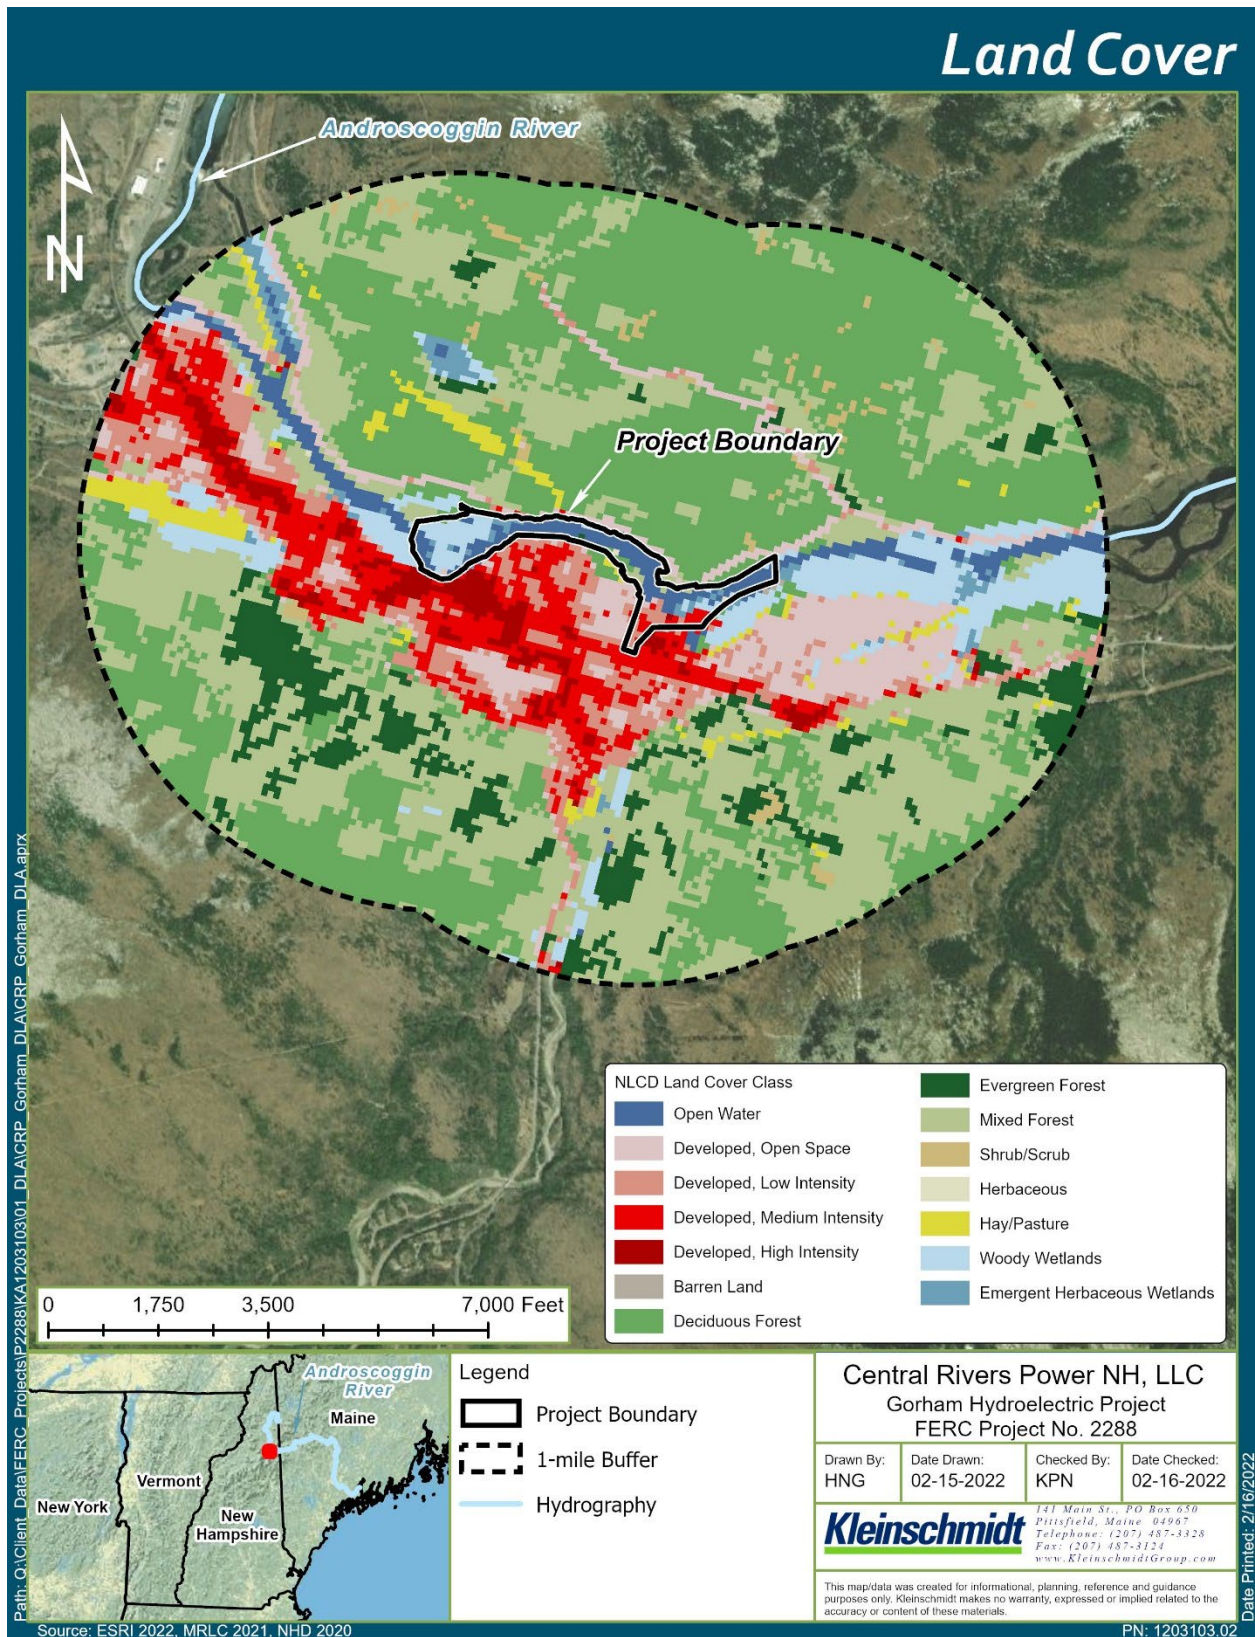 Land Cover
Androscoggin River
N
Project Boundary
NLCD Land Cover Class
Open Water
Developed, Open Space
Developed, Low Intensity
Developed, Medium Intensity
Developed, High Intensity
Barren Land
Deciduous Forest
Evergreen Forest
Mixed Forest
Shrub/Scrub
Herbaceous
Hay/Pasture
Woody Wetlands
Emergent Herbaceous Wetlands
0 1,750 3,500 7,000 Feet
Androscoggin
River
Maine
Vermont
New York
New
Hampshire
Legend
Project Boundary
1-mile Buffer
Hydrography
Central Rivers Power NH, LLC
Gorham Hydroelectric Project
FERC Project No. 2288
Drawn By:
HNG
Date Drawn:
02-15-2022
Checked By:
KPN
Date Checked:
02-16-2022
Kleinschmidt
141 Main St., PO Box 650
Pittsfield, Maine 04967
Telephone: (207) 487-3328
Fax: (207) 487-3124
www.KleinschmidtGroup.com
This map/data was created for informational, planning, reference and guidance
purposes only. Kleinschmidt makes no warranty, expressed or implied related to the
accuracy or content of these materials.
Path: Q:\Client_Data\FERC_Projects\P2288\KA1203103\01_DLA\CRP_Gorham_DLA\CRP_Gorham_DLA.aprx
Date Printed: 2/16/2022
Source: ESRI 2022, MRLC 2021, NHD 2020
PN: 1203103.02